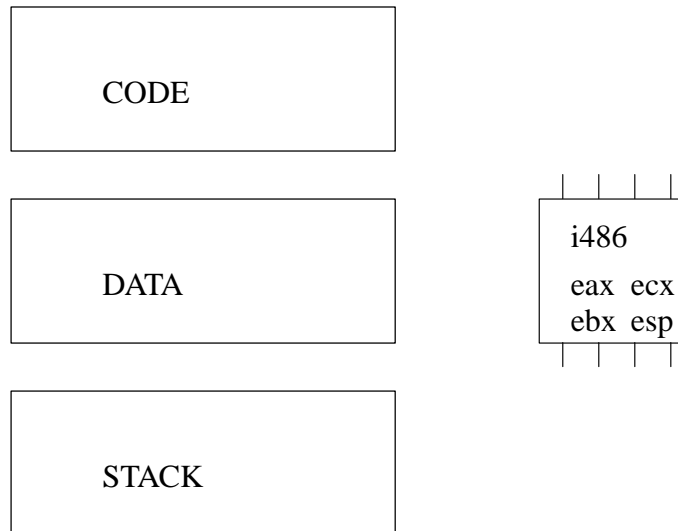 CODE
DATA
STACK
i486
eax ecx
ebx esp